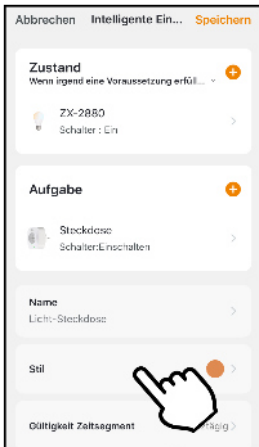 Abbrechen Intelligente Ein... Speichern
Zustand
Wenn irgend eine Voraussetzung erfüll...
ZX-2880
Schalter : Ein
Aufgabe
Steckdose
Schalter:Einschalten
Name
Licht-Steckdose
Stil
Gültigkeit Zeitsegment